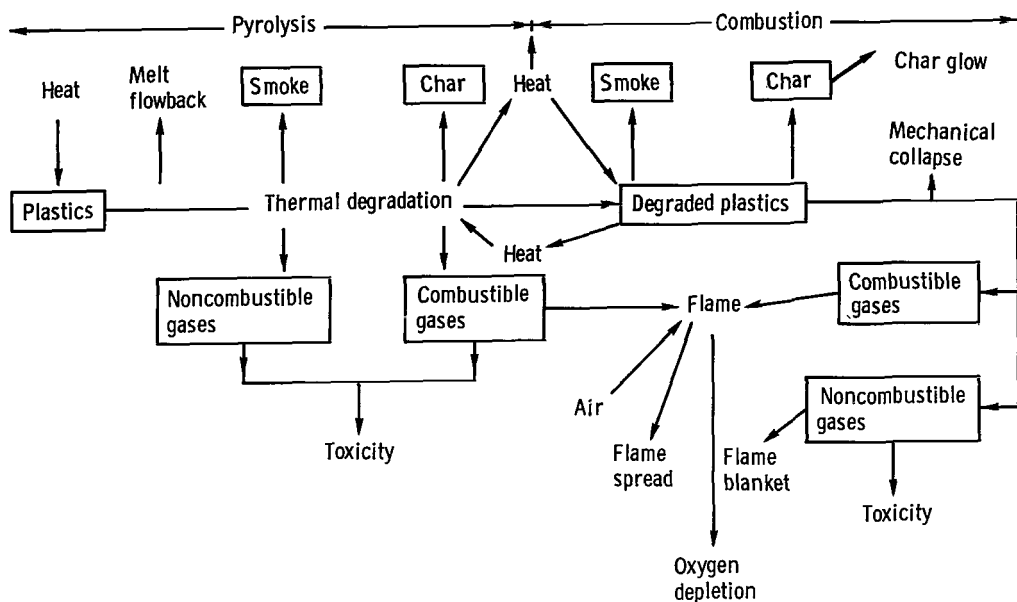 Pyrolysis
Combustion
Heat
Melt
flowback
Smoke
Char
Heat
Smoke
Char
Char glow
Mechanical
collapse
Plastics
Thermal degradation
Degraded plastics
Heat
Noncombustible
gases
Combustible
gases
Flame
Combustible
gases
Air
Noncombustible
gases
Toxicity
Flame
spread
Flame
blanket
Toxicity
Oxygen
depletion